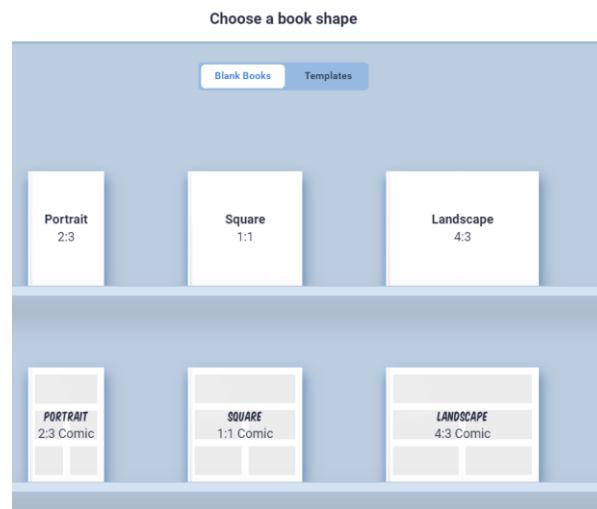 Choose a book shape
Blank Books
Templates
Portrait
2:3
Square
1:1
Landscape
4:3
PORTRAIT
2:3 Comic
SQUARE
1:1 Comic
LANDSCAPE
4:3 Comic